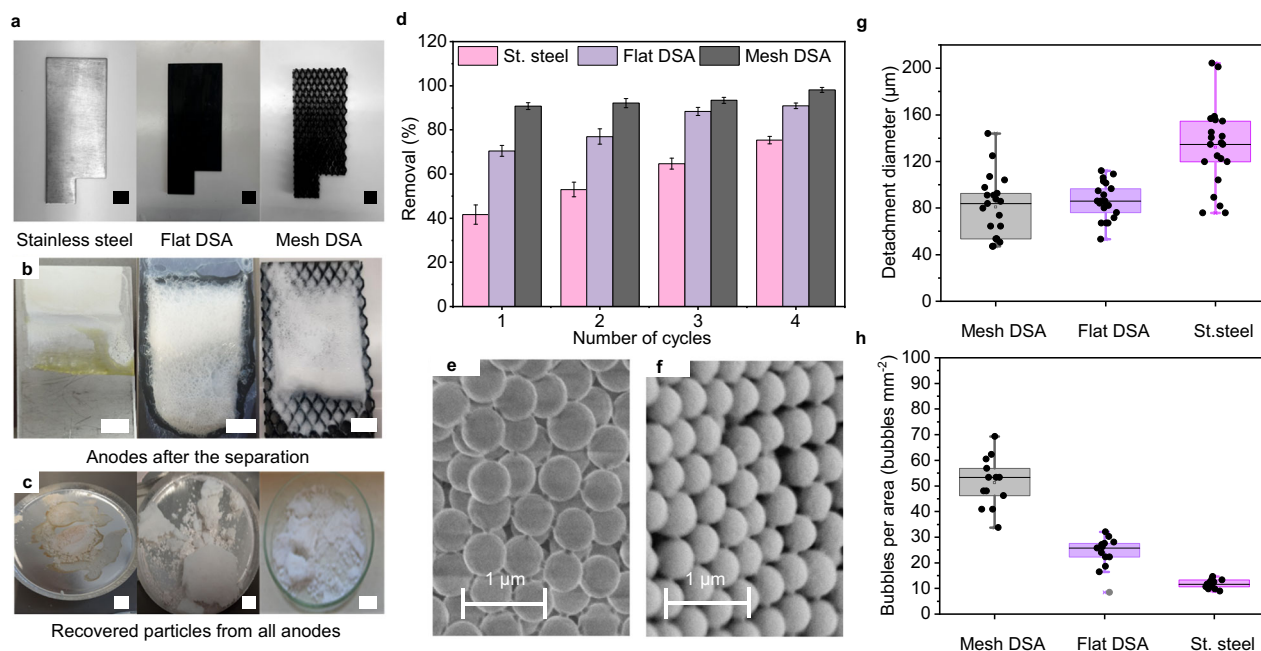 a
Stainless steel
Flat DSA
Mesh DSA
b
Anodes after the separation
c
Recovered particles from all anodes
d
Removal (%)
120
100
80
60
40
20
0
St. steel
Flat DSA
Mesh DSA
1
2
3
4
Number of cycles
e
1 µm
f
1 µm
g
Detachment diameter (µm)
200
160
120
80
40
0
Mesh DSA
Flat DSA
St.steel
h
Bubbles per area (bubbles mm⁻²)
100
90
80
70
60
50
40
30
20
10
0
Mesh DSA
Flat DSA
St. steel